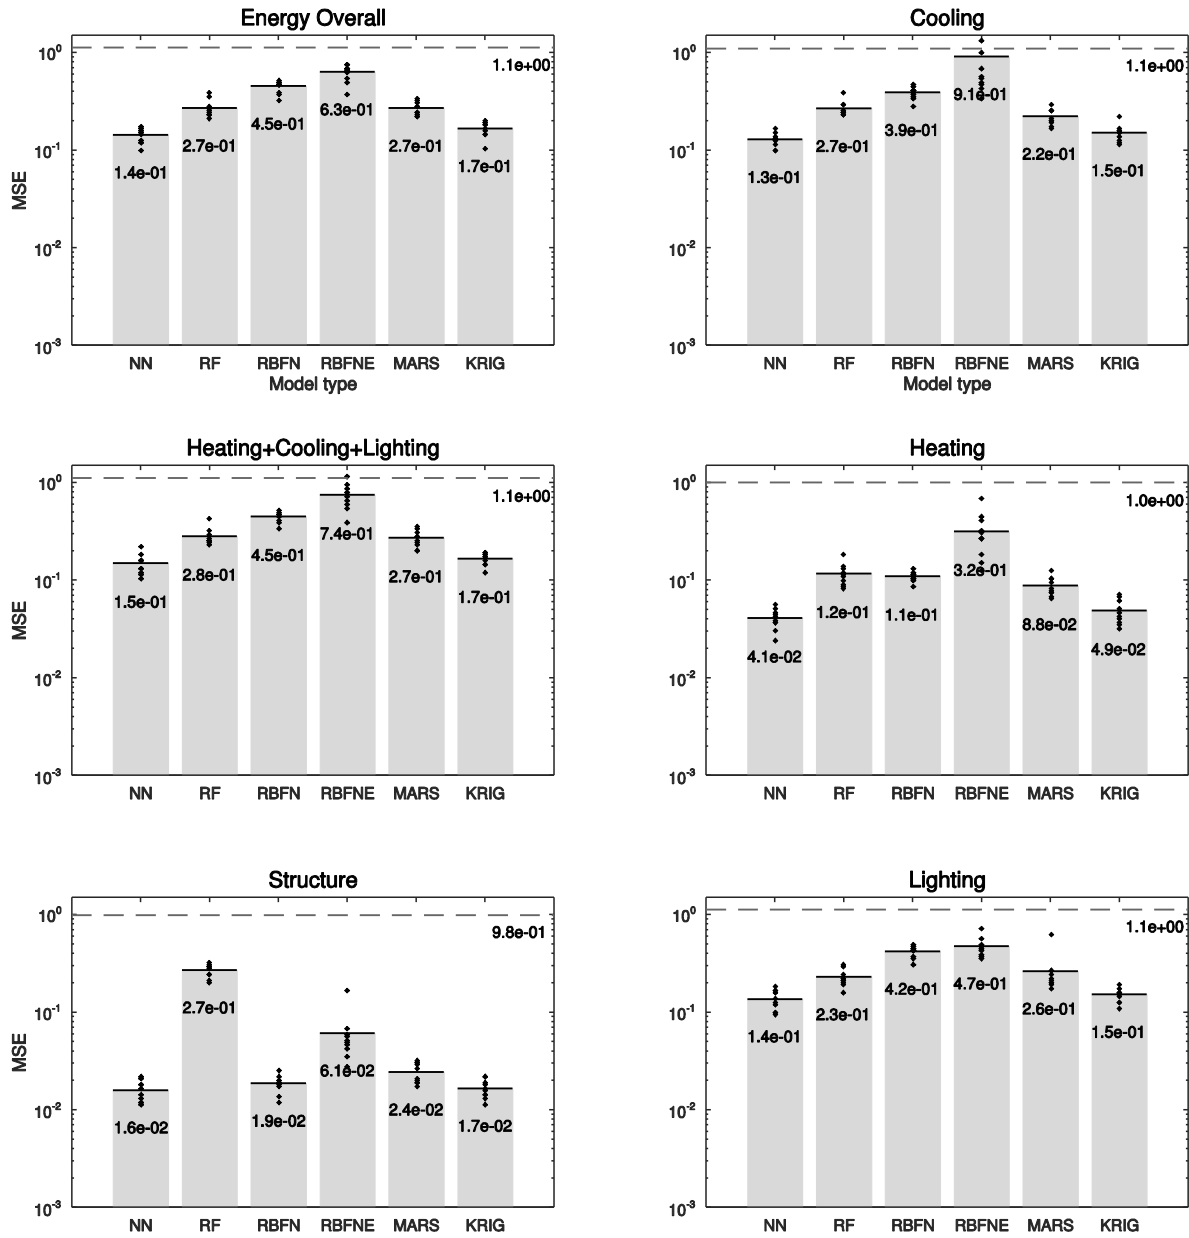 Energy Overall
10^0
10^-1
10^-2
10^-3
MSE
1.1e+00
1.4e-01
2.7e-01
4.5e-01
6.3e-01
2.7e-01
1.7e-01
NN RF RBFN RBFNE MARS KRIG
Model type
Cooling
10^0
10^-1
10^-2
10^-3
1.1e+00
1.3e-01
2.7e-01
3.9e-01
9.1e-01
2.2e-01
1.5e-01
NN RF RBFN RBFNE MARS KRIG
Model type
Heating+Cooling+Lighting
10^0
10^-1
10^-2
10^-3
MSE
1.1e+00
1.5e-01
2.8e-01
4.5e-01
7.4e-01
2.7e-01
1.7e-01
NN RF RBFN RBFNE MARS KRIG
Heating
10^0
10^-1
10^-2
10^-3
1.0e+00
4.1e-02
1.2e-01
1.1e-01
3.2e-01
8.8e-02
4.9e-02
NN RF RBFN RBFNE MARS KRIG
Structure
10^0
10^-1
10^-2
10^-3
MSE
9.8e-01
1.6e-02
2.7e-01
1.9e-02
6.1e-02
2.4e-02
1.7e-02
NN RF RBFN RBFNE MARS KRIG
Lighting
10^0
10^-1
10^-2
10^-3
1.1e+00
1.4e-01
2.3e-01
4.2e-01
4.7e-01
2.6e-01
1.5e-01
NN RF RBFN RBFNE MARS KRIG